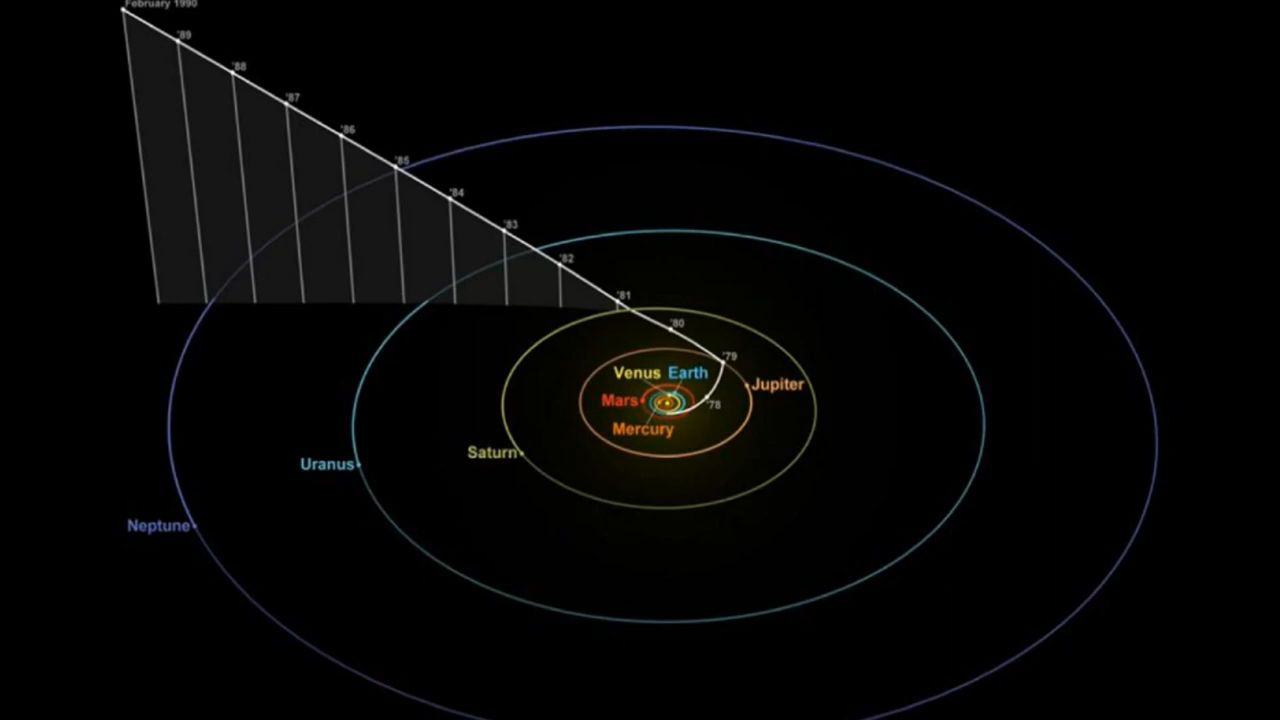 February 1990
'89
'88
'87
'86
'85
'84
'83
'82
'81
'80
'79
Venus Earth
Jupiter
Mars
'78
Mercury
Saturn
Uranus
Neptune